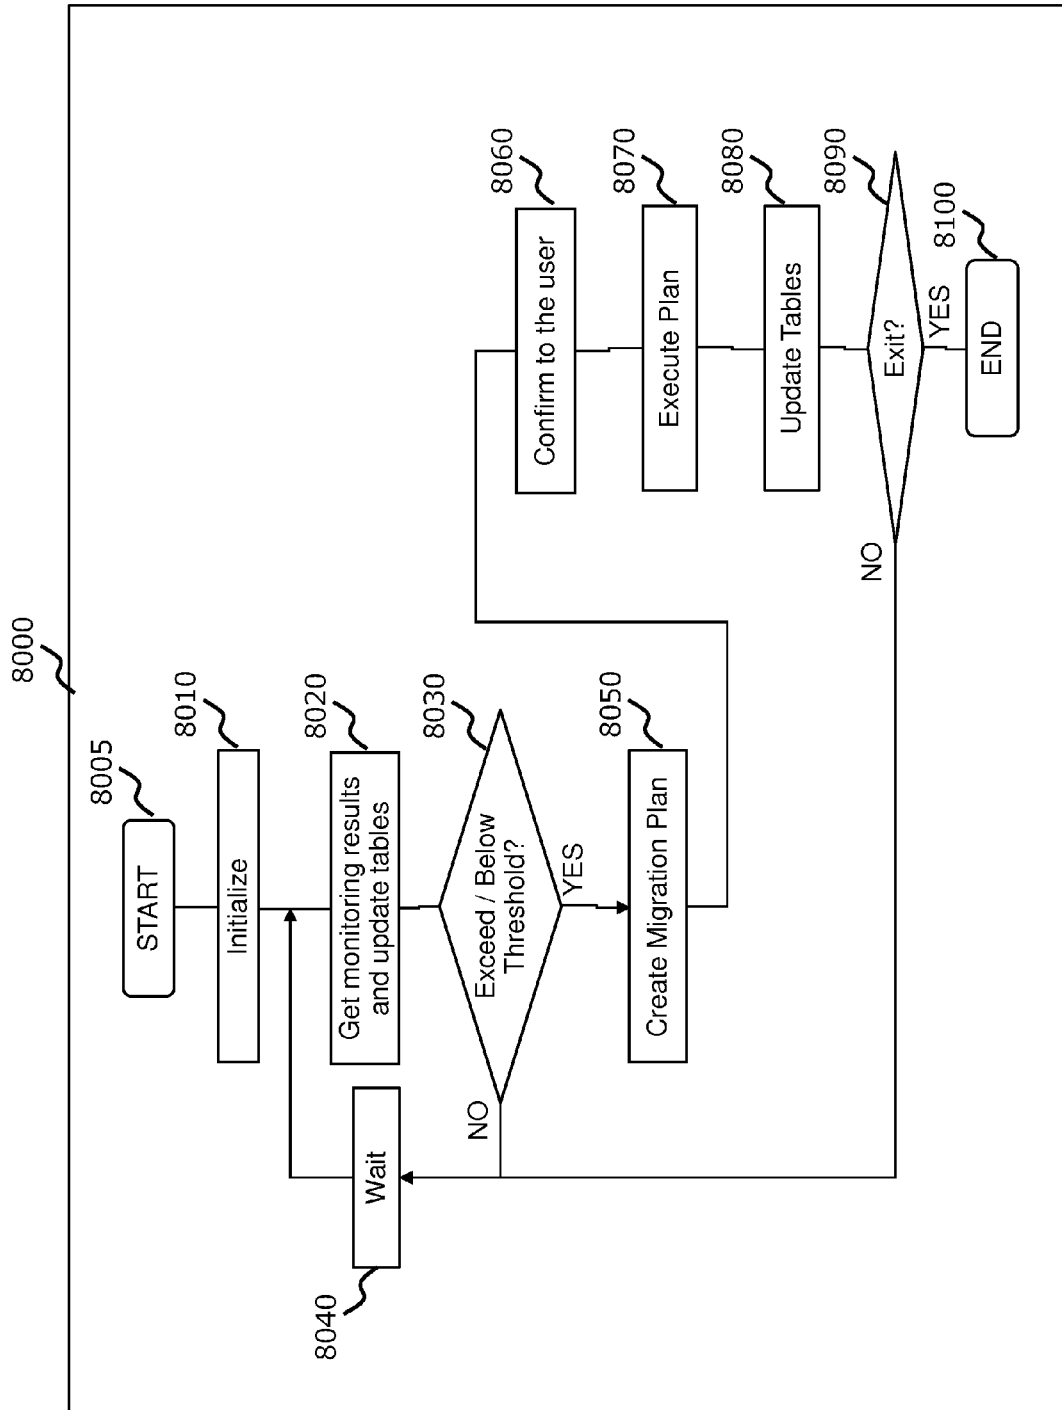 8000
8005
START
8010
Initialize
8020
Get monitoring results
and update tables
8030
Exceed / Below
Threshold?
NO
YES
8040
Wait
8050
Create Migration Plan
8060
Confirm to the user
8070
Execute Plan
8080
Update Tables
8090
Exit?
NO
YES
8100
END